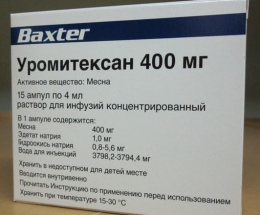 Baxter
Уромитексан 400 мг
Активное вещество: Месна
15 ампул по 4 мл
раствор для инфузий концентрированный
В 1 ампуле содержится:
Месна 400 мг
Эдетат натрия 1,0 мг
Гидроокись натрия 0,8-5,6 мг
Вода для инъекций 3798,2-3794,4 мг
Хранить в недоступном для детей месте
Вводится внутривенно
Прочитать Инструкцию по применению перед использованием
Хранить при температуре 15-30 °C